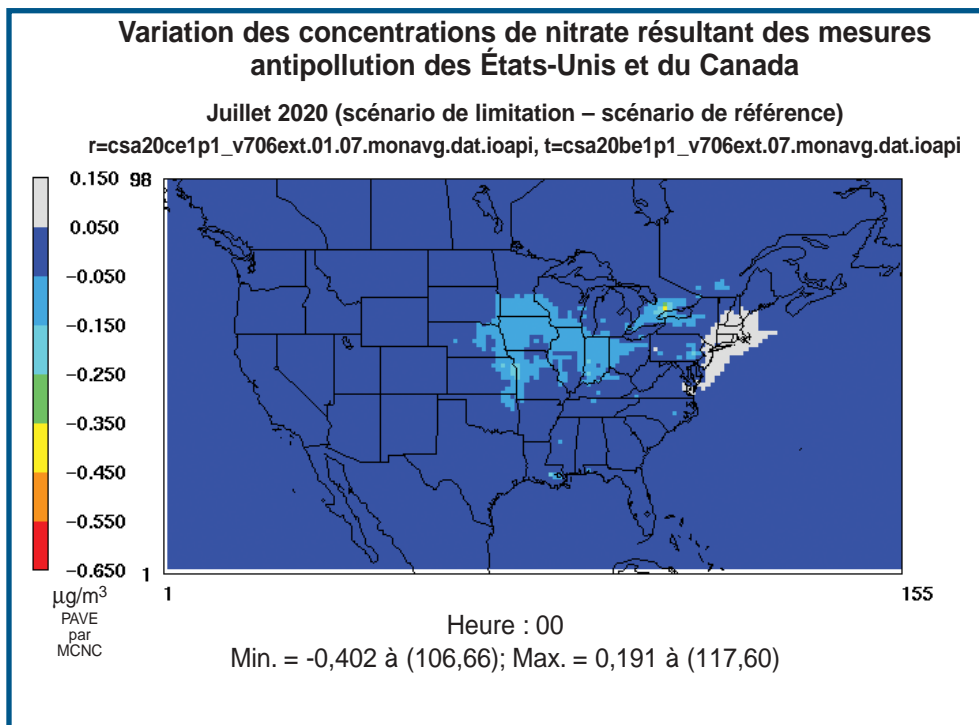 Variation des concentrations de nitrate résultant des mesures
antipollution des États-Unis et du Canada
Juillet 2020 (scénario de limitation – scénario de référence)
r=csa20ce1p1_v706ext.01.07.monavg.dat.ioapi, t=csa20be1p1_v706ext.07.monavg.dat.ioapi
0.150
98
0.050
−0.050
−0.150
−0.250
−0.350
−0.450
−0.550
−0.650
1
µg/m³
PAVE
par
MCNC
1
155
Heure : 00
Min. = -0,402 à (106,66); Max. = 0,191 à (117,60)